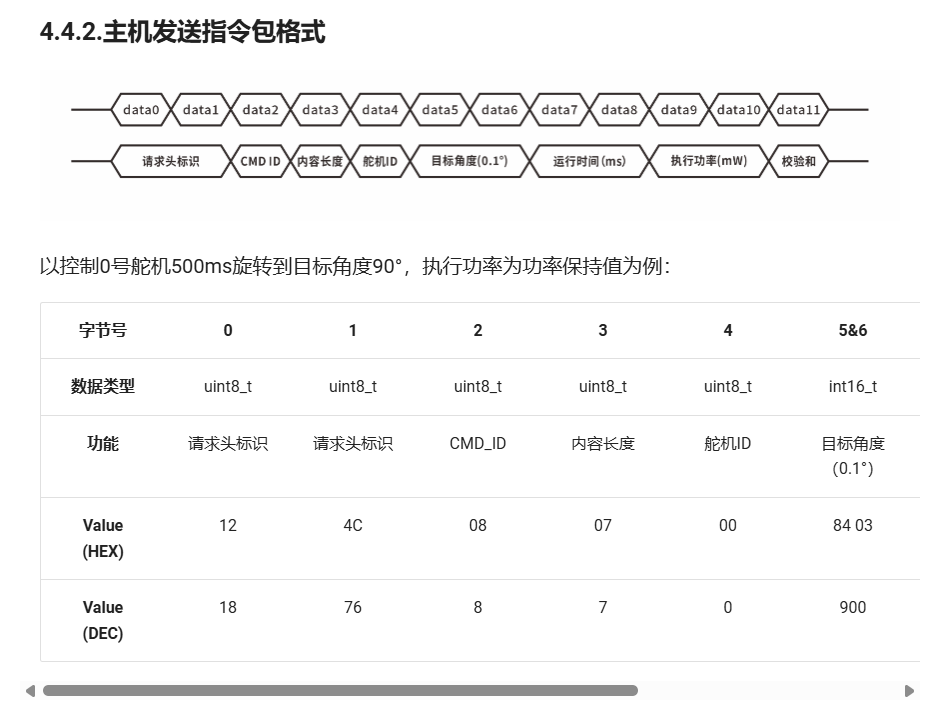 4.4.2.主机发送指令包格式
data0 data1 data2 data3 data4 data5 data6 data7 data8 data9 data10 data11
请求头标识 CMD ID 内容长度 舵机ID 目标角度(0.1°) 运行时间(ms) 执行功率(mW) 校验和
以控制0号舵机500ms旋转到目标角度90°，执行功率为功率保持值为例：
字节号 0 1 2 3 4 5&6
数据类型 uint8_t uint8_t uint8_t uint8_t uint8_t int16_t
功能 请求头标识 请求头标识 CMD_ID 内容长度 舵机ID 目标角度
（0.1°）
Value 12 4C 08 07 00 84 03
(HEX)
Value 18 76 8 7 0 900
(DEC)